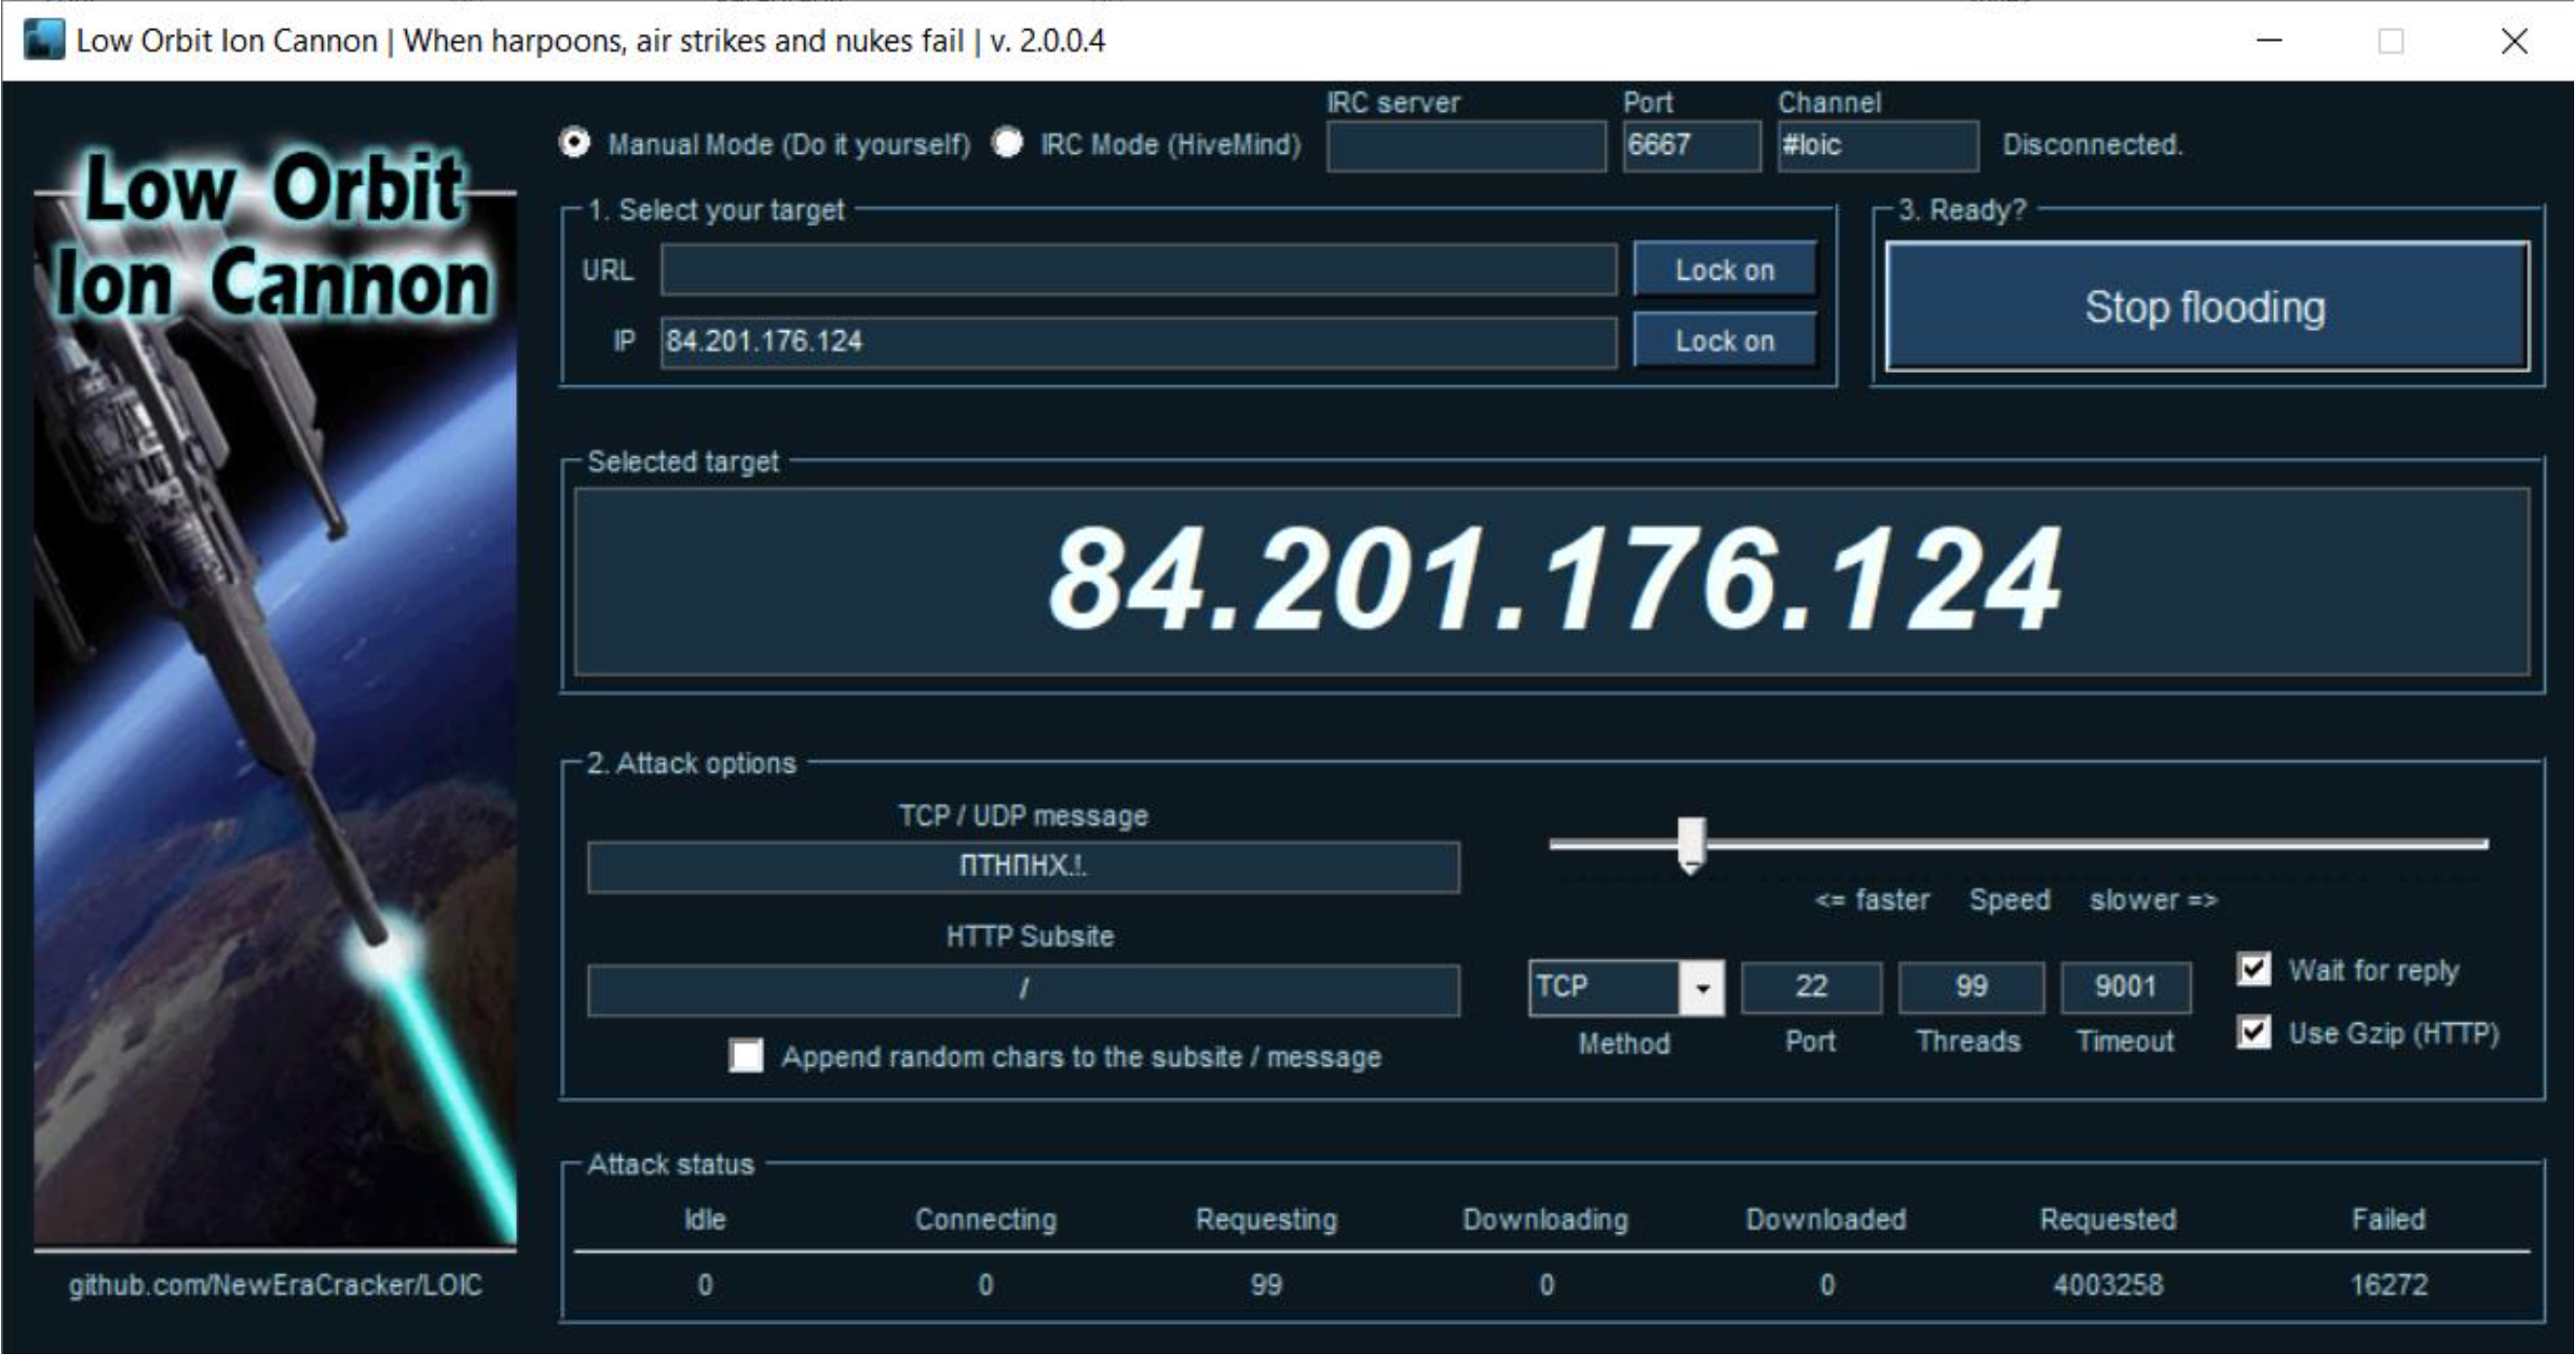 Low Orbit Ion Cannon | When harpoons, air strikes and nukes fail | v. 2.0.0.4
Low Orbit
Ion Cannon
github.com/NewEraCracker/LOIC
IRC server Port Channel
Manual Mode (Do it yourself) IRC Mode (HiveMind) 6667 #loic Disconnected.
1. Select your target
URL Lock on
IP 84.201.176.124 Lock on
3. Ready?
Stop flooding
Selected target
84.201.176.124
2. Attack options
TCP / UDP message
ПТНПНХ.!.
HTTP Subsite
/
Append random chars to the subsite / message
<= faster Speed slower =>
TCP 22 99 9001 Wait for reply
Method Port Threads Timeout Use Gzip (HTTP)
Attack status
Idle Connecting Requesting Downloading Downloaded Requested Failed
0 0 99 0 0 4003258 16272